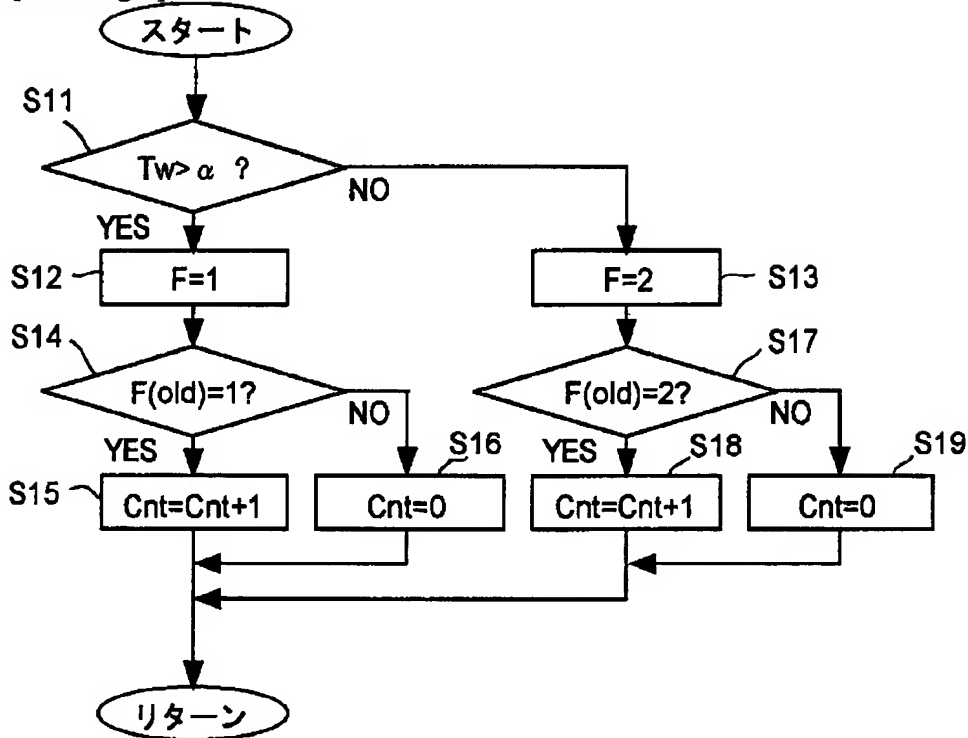 スタート
S11
Tw>α ?
NO
YES
S12
F=1
F=2
S13
S14
F(old)=1?
NO
S17
F(old)=2?
NO
YES
S16
YES
S18
S19
S15
Cnt=Cnt+1
Cnt=0
Cnt=Cnt+1
Cnt=0
リターン